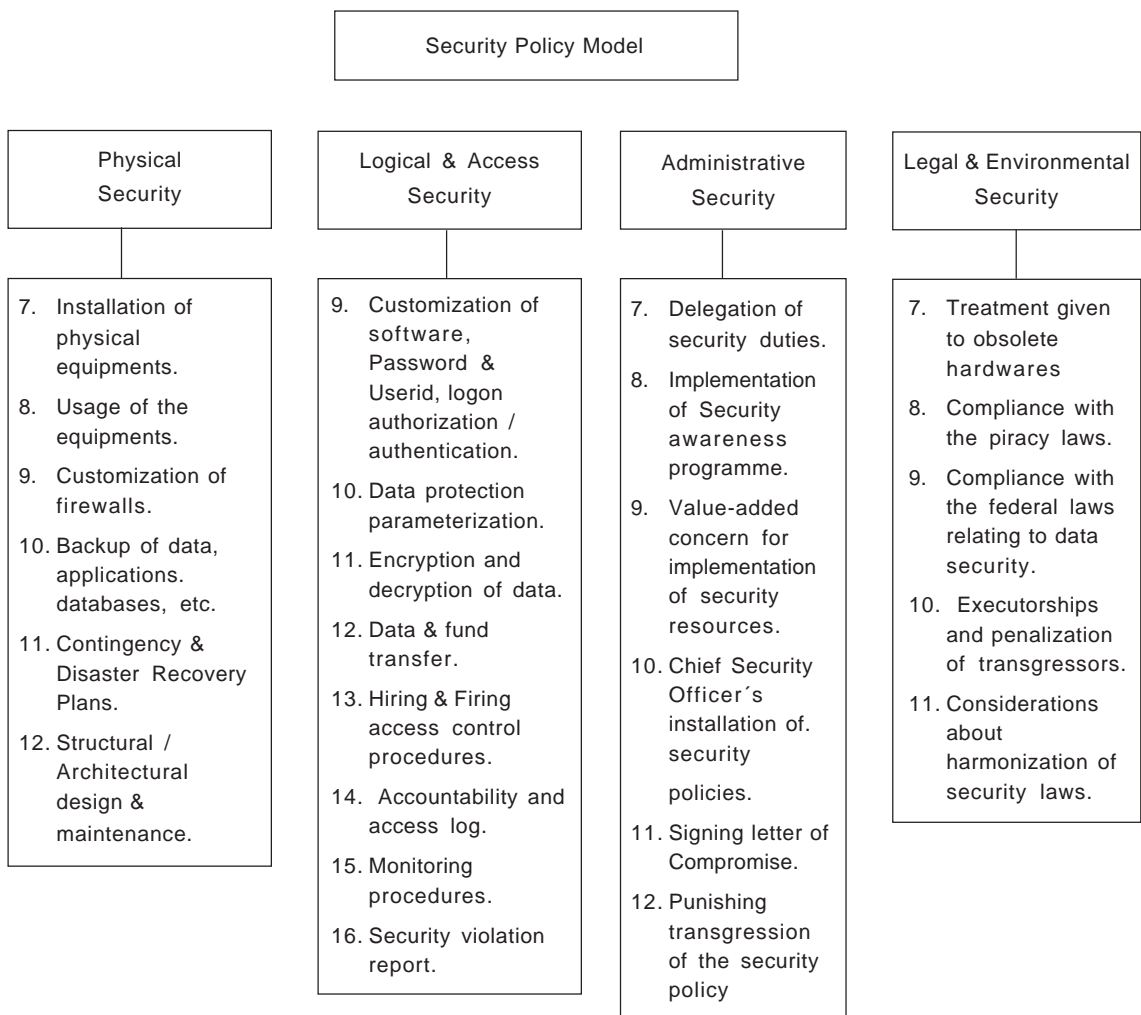 Security Policy Model
Physical
Security
7. Installation of
physical
equipments.
8. Usage of the
equipments.
9. Customization of
firewalls.
10. Backup of data,
applications.
databases, etc.
11. Contingency &
Disaster Recovery
Plans.
12. Structural /
Architectural
design &
maintenance.
Logical & Access
Security
9. Customization of
software,
Password &
Userid, logon
authorization /
authentication.
10. Data protection
parameterization.
11. Encryption and
decryption of data.
12. Data & fund
transfer.
13. Hiring & Firing
access control
procedures.
14. Accountability and
access log.
15. Monitoring
procedures.
16. Security violation
report.
Administrative
Security
7. Delegation of
security duties.
8. Implementation
of Security
awareness
programme.
9. Value-added
concern for
implementation
of security
resources.
10. Chief Security
Officer´s
installation of.
security
policies.
11. Signing letter of
Compromise.
12. Punishing
transgression
of the security
policy
Legal & Environmental
Security
7. Treatment given
to obsolete
hardwares
8. Compliance with
the piracy laws.
9. Compliance with
the federal laws
relating to data
security.
10. Executorships
and penalization
of transgressors.
11. Considerations
about
harmonization of
security laws.